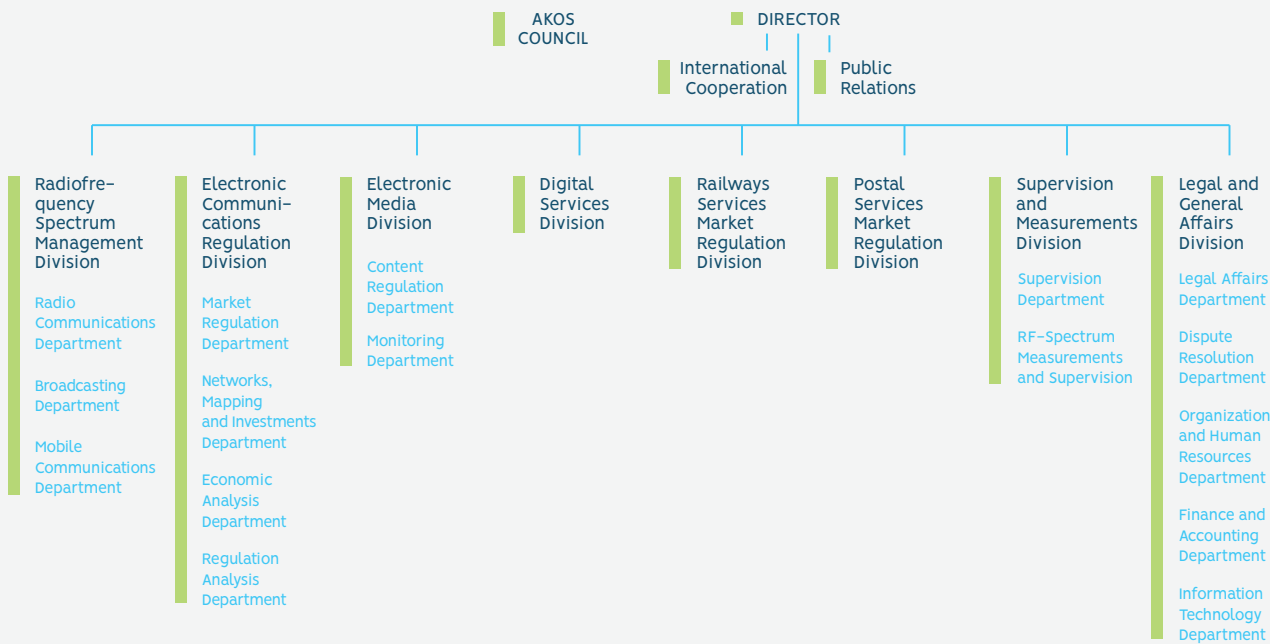 AKOS
COUNCIL
DIRECTOR
International
Cooperation
Public
Relations
Radiofre-
quency
Spectrum
Management
Division
Radio
Communications
Department
Broadcasting
Department
Mobile
Communications
Department
Electronic
Communi-
cations
Regulation
Division
Market
Regulation
Department
Networks,
Mapping
and Investments
Department
Economic
Analysis
Department
Regulation
Analysis
Department
Electronic
Media
Division
Content
Regulation
Department
Monitoring
Department
Digital
Services
Division
Railways
Services
Market
Regulation
Division
Postal
Services
Market
Regulation
Division
Supervision
and
Measurements
Division
Supervision
Department
RF-Spectrum
Measurements
and Supervision
Legal and
General
Affairs
Division
Legal Affairs
Department
Dispute
Resolution
Department
Organization
and Human
Resources
Department
Finance and
Accounting
Department
Information
Technology
Department